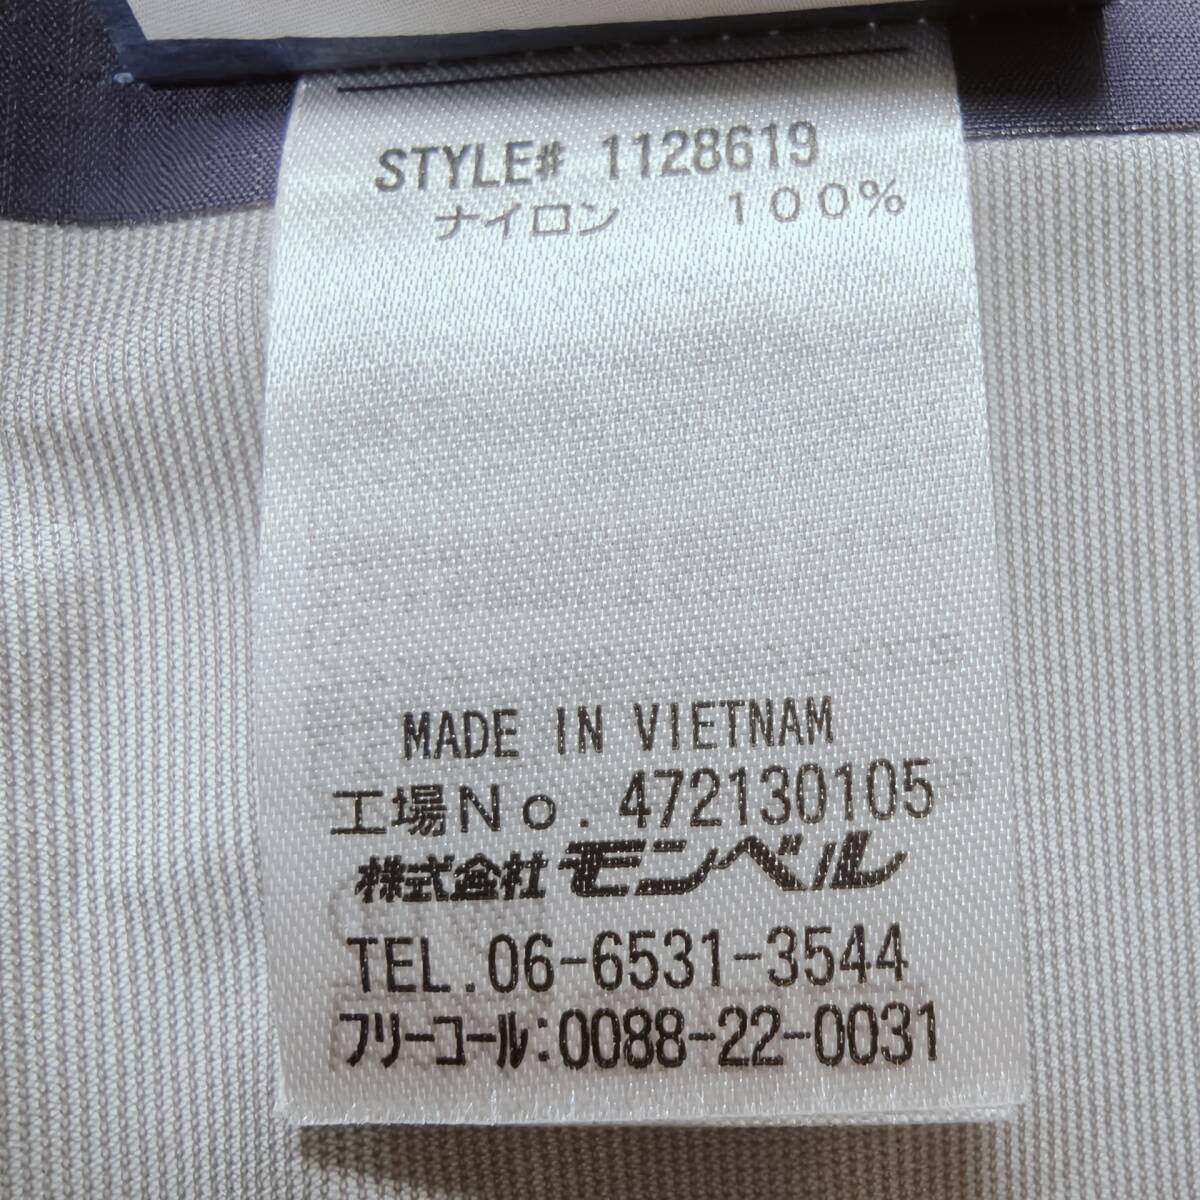 STYLE# 1128619
ナイロン 100%
MADE IN VIETNAM
工場No. 472130105
株式会社モンベル
TEL.06-6531-3544
フリーコール:0088-22-0031